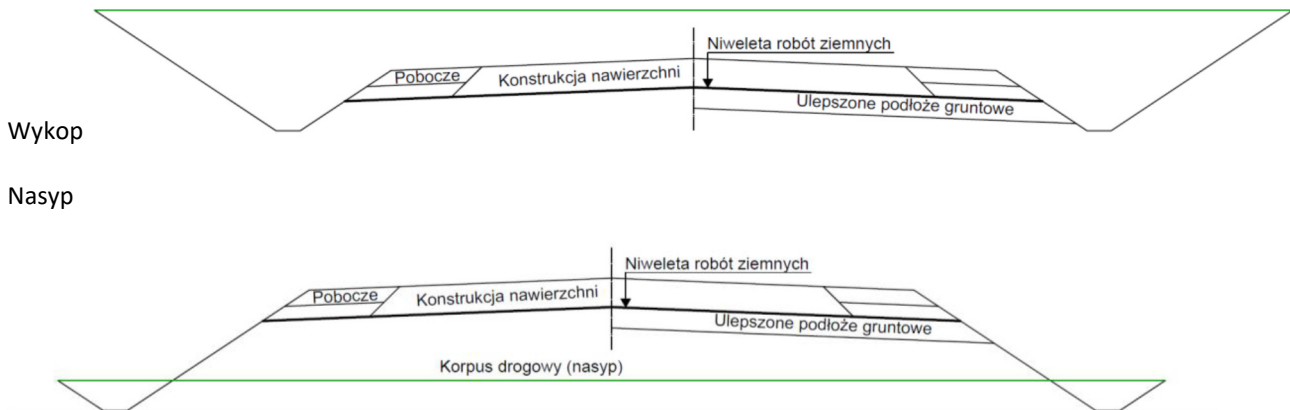 Niweleta robót ziemnych
Pobocze
Konstrukcja nawierzchni
Ulepszone podłoże gruntowe
Wykop
Nasyp
Niweleta robót ziemnych
Pobocze
Konstrukcja nawierzchni
Ulepszone podłoże gruntowe
Korpus drogowy (nasyp)